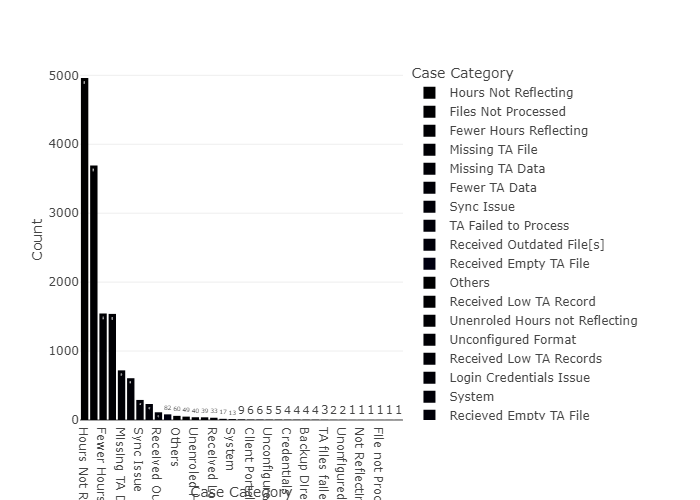 Case Category
Hours Not Reflecting
Files Not Processed
Fewer Hours Reflecting
Missing TA File
Missing TA Data
Fewer TA Data
Sync Issue
TA Failed to Process
Received Outdated File[s]
Received Empty TA File
Others
Received Low TA Record
Unenroled Hours not Reflecting
Unconfigured Format
Received Low TA Records
Login Credentials Issue
System
Recieved Empty TA File
Count
5000
4000
3000
2000
1000
0
82 60 49 40 39 33 17 13 9 6 6 5 5 4 4 4 4 3 2 2 1 1 1 1 1 1
Hours Not R
Fewer Hours
Missing TA D
Sync Issue
Received Ou
Others
Unenroled
Received
System
Client Port
Unconfigu
Credential
Backup Dire
TA files faile
Unonfigured
Not Reflectin
File not Proc
Case Category